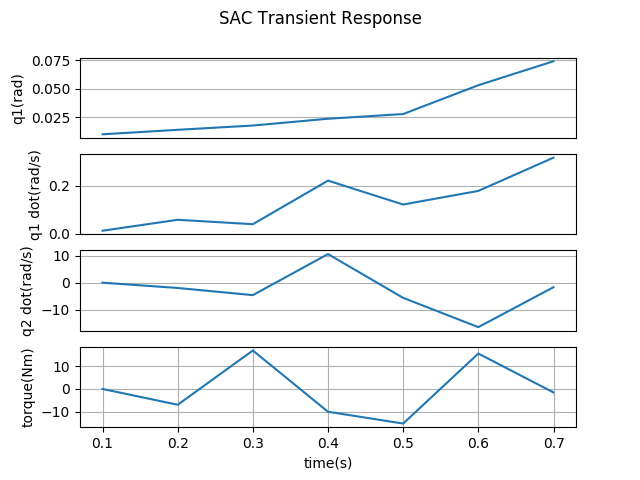 SAC Transient Response
q1(rad)
0.075
0.050
0.025
q1 dot(rad/s)
0.2
0.0
q2 dot(rad/s)
10
0
−10
torque(Nm)
10
0
−10
0.1 0.2 0.3 0.4 0.5 0.6 0.7
time(s)